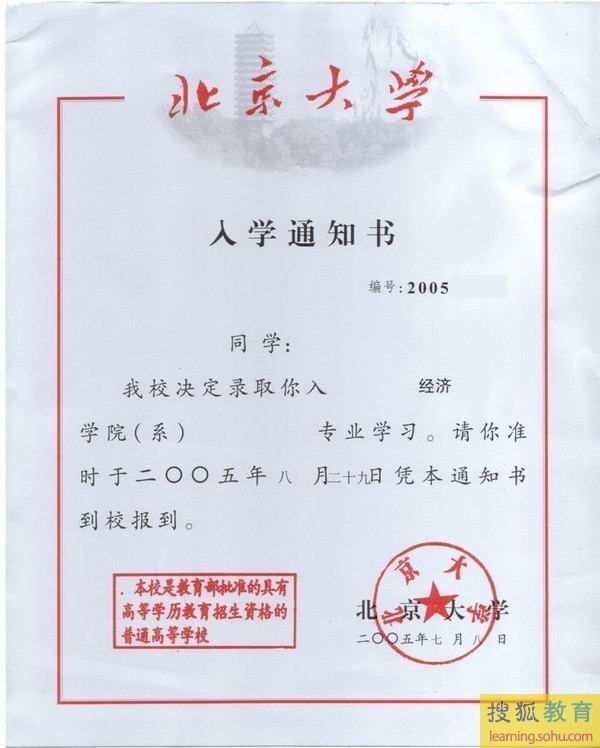 北京大学
入学通知书
编号:2005
同学:
我校决定录取你入 经济
学院(系) 专业学习。请你准
时于二〇〇五年八月二十九日凭本通知书
到校报到。
.本校是教育部批准的具有
高等学历教育招生资格的
普通高等学校
北京大学
北京大学
二〇〇五年七月八日
搜狐教育
learning.sohu.com